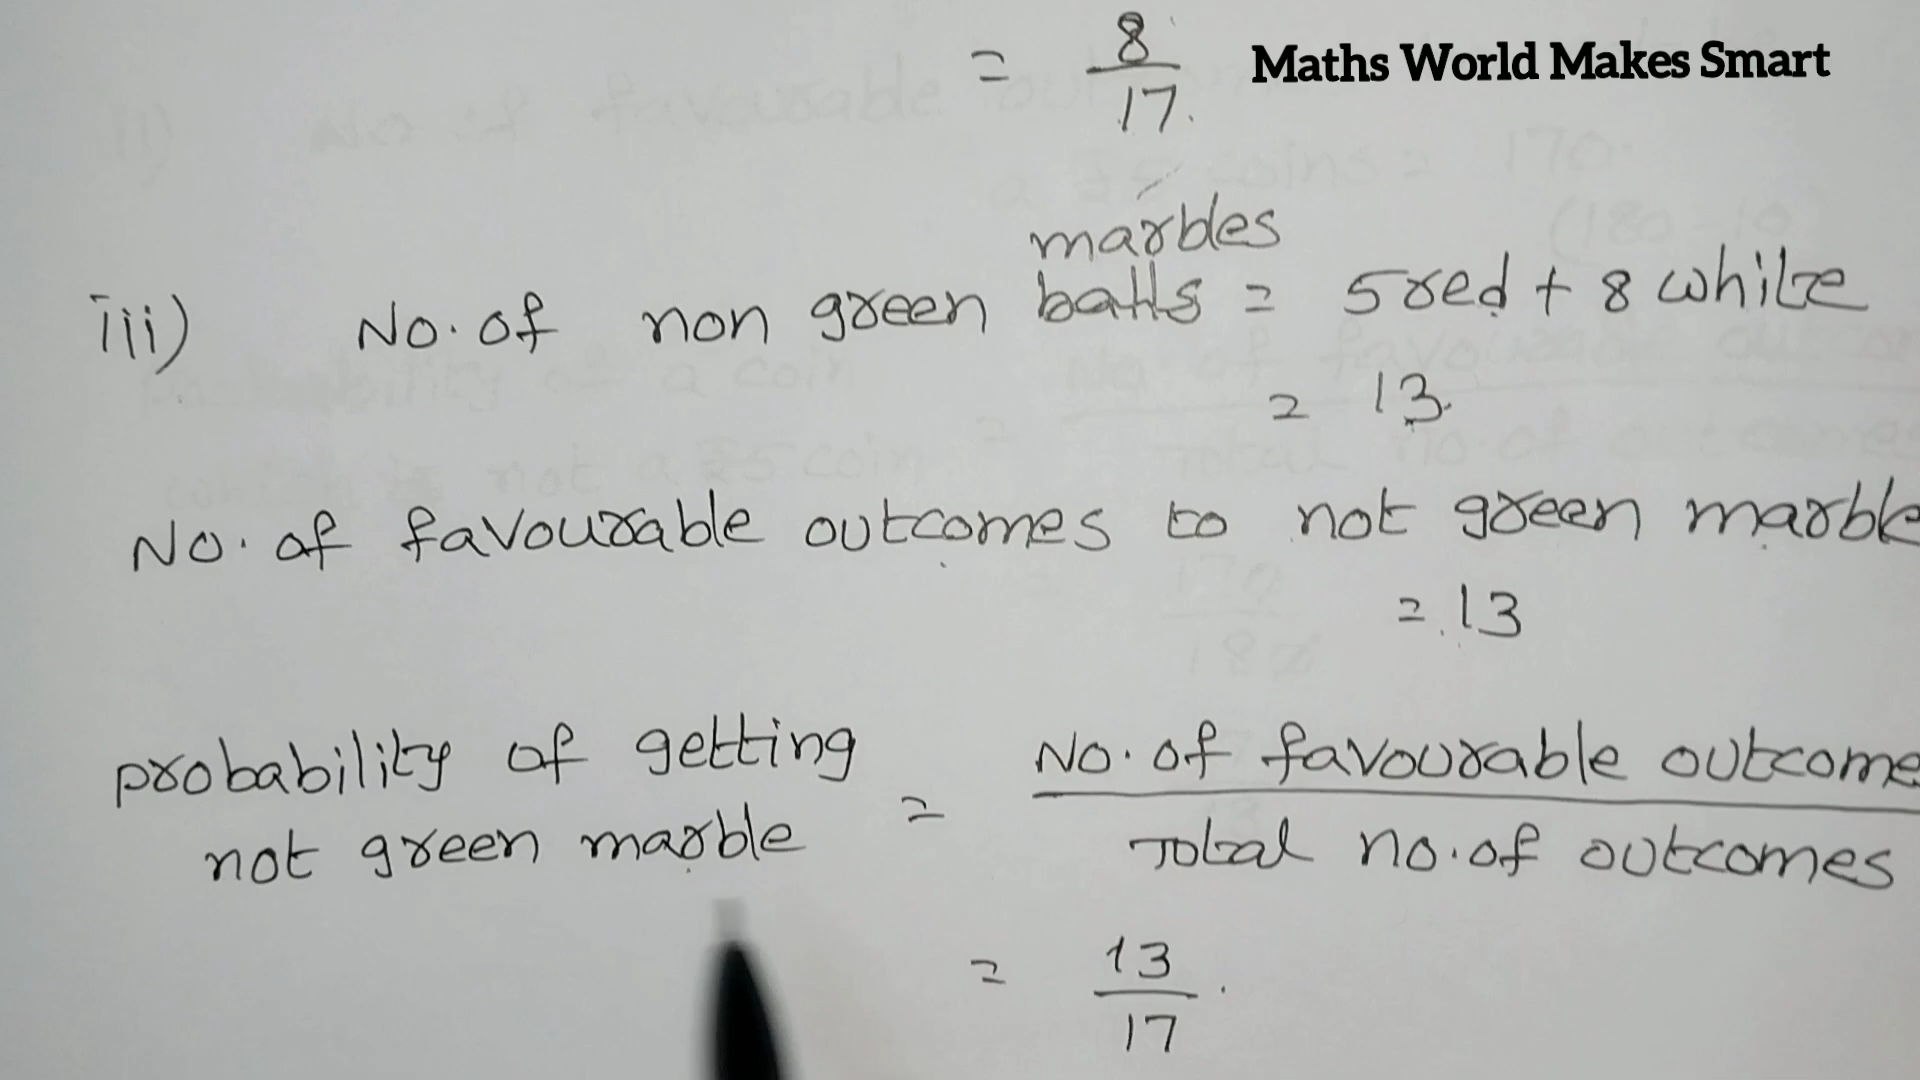 = 8/17.
Maths World Makes Smart
marbles
iii) No. of non green balls = 5 red + 8 white
= 13.
No. of favourable outcomes to not green marble
= 13
probability of getting = No. of favourable outcome
not green marble Total no. of outcomes
= 13/17.